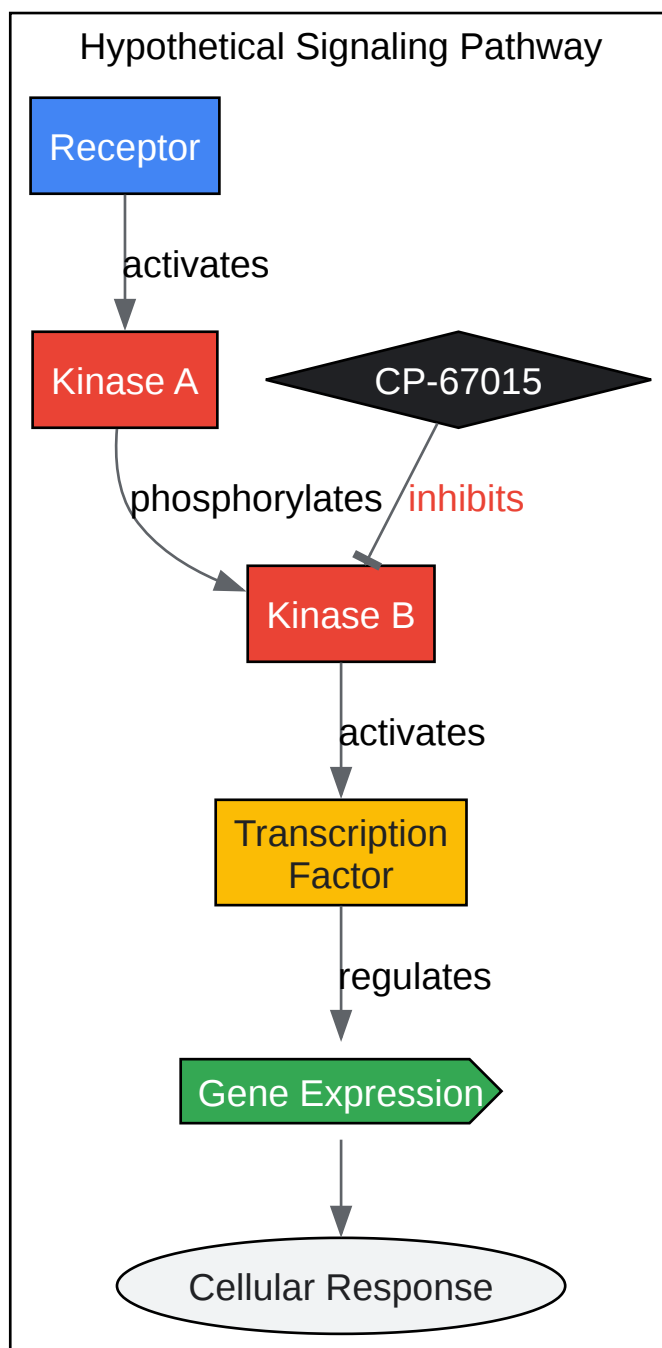 Hypothetical Signaling Pathway
Receptor
activates
Kinase A
CP-67015
phosphorylates
inhibits
Kinase B
activates
Transcription
Factor
regulates
Gene Expression
Cellular Response